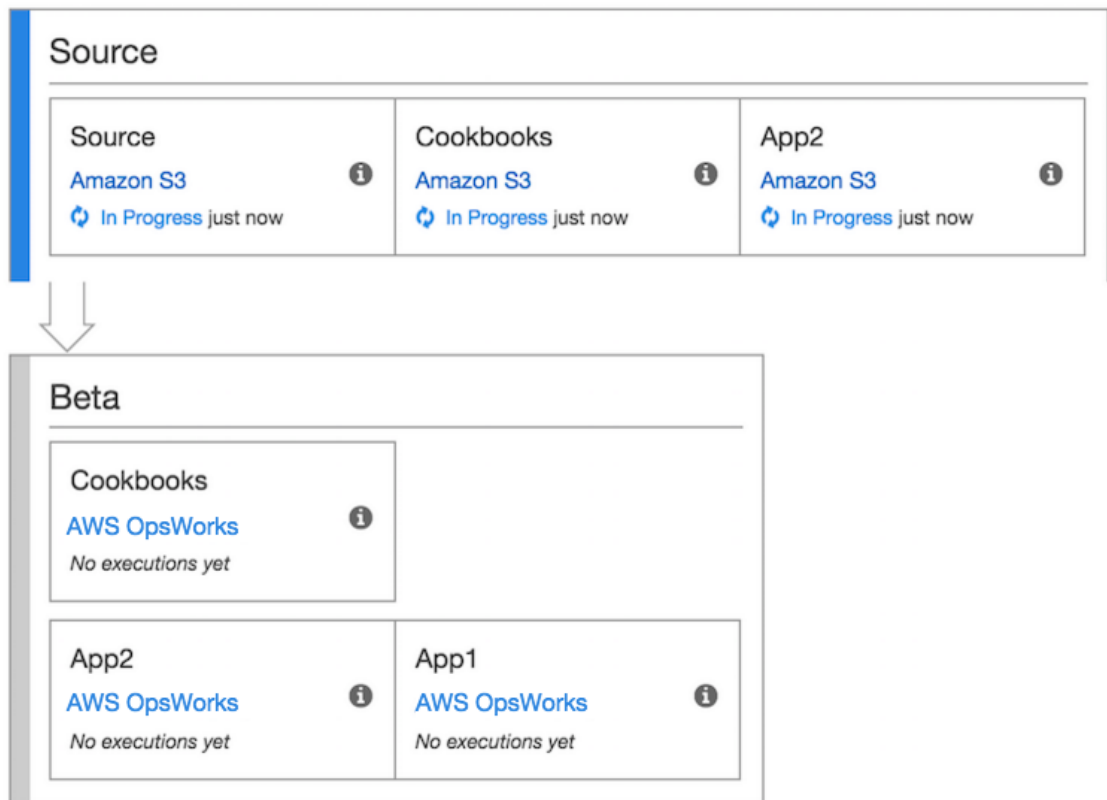 Source
Source
Amazon S3
In Progress just now
Cookbooks
Amazon S3
In Progress just now
App2
Amazon S3
In Progress just now
Beta
Cookbooks
AWS OpsWorks
No executions yet
App2
AWS OpsWorks
No executions yet
App1
AWS OpsWorks
No executions yet